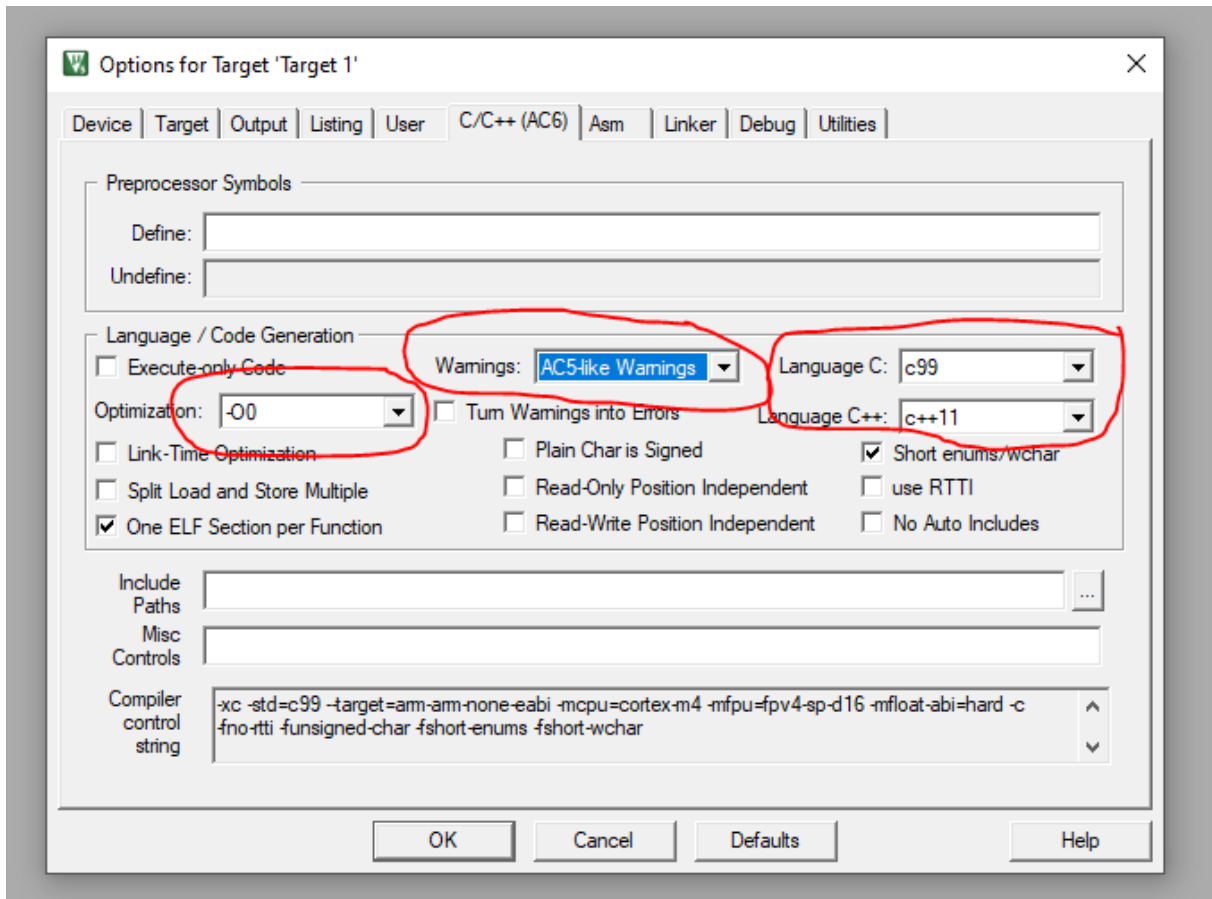 Options for Target 'Target 1'
Device Target Output Listing User C/C++ (AC6) Asm Linker Debug Utilities
Preprocessor Symbols
Define:
Undefine:
Language / Code Generation
Execute-only Code
Warnings: AC5-like Warnings
Language C: c99
Optimization: -O0
Turn Warnings into Errors
Language C++: c++11
Link-Time Optimization
Plain Char is Signed
Short enums/wchar
Split Load and Store Multiple
Read-Only Position Independent
use RTTI
One ELF Section per Function
Read-Write Position Independent
No Auto Includes
Include
Paths
...
Misc
Controls
Compiler
control
string
-xc -std=c99 --target=arm-arm-none-eabi -mcpu=cortex-m4 -mfpu=fpv4-sp-d16 -mfloat-abi=hard -c
-fno-rtti -funsigned-char -fshort-enums -fshort-wchar
OK Cancel Defaults Help